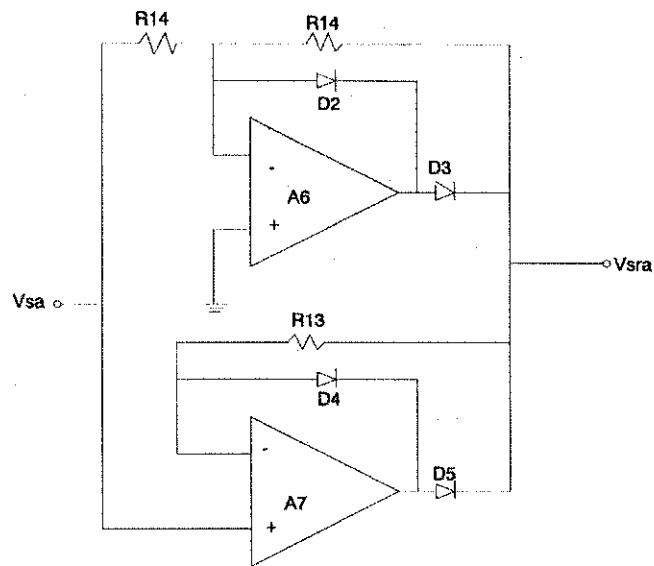 R14
R14
D2
-
A6
+
D3
Vsa
Vsra
R13
D4
-
A7
+
D5